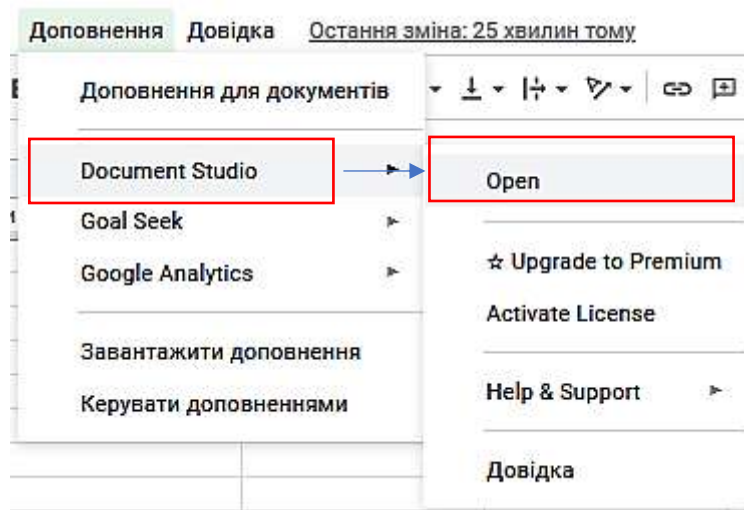 Доповнення Довідка Остання зміна: 25 хвилин тому
Доповнення для документів
Document Studio
Goal Seek
Google Analytics
Завантажити доповнення
Керувати доповненнями
Open
☆ Upgrade to Premium
Activate License
Help & Support
Довідка